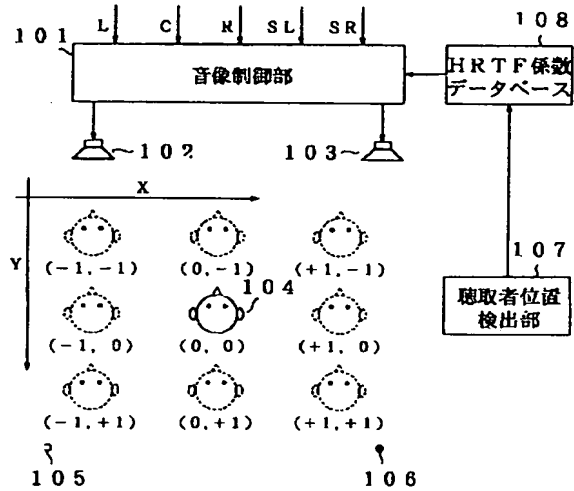 L C R SL SR
101
108
音像制御部
HRTF係数
データベース
102
103
X
Y
(-1,-1) (0,-1) (+1,-1)
104
107
聴取者位置
検出部
(-1, 0) (0, 0) (+1, 0)
(-1,+1) (0,+1) (+1,+1)
105
106